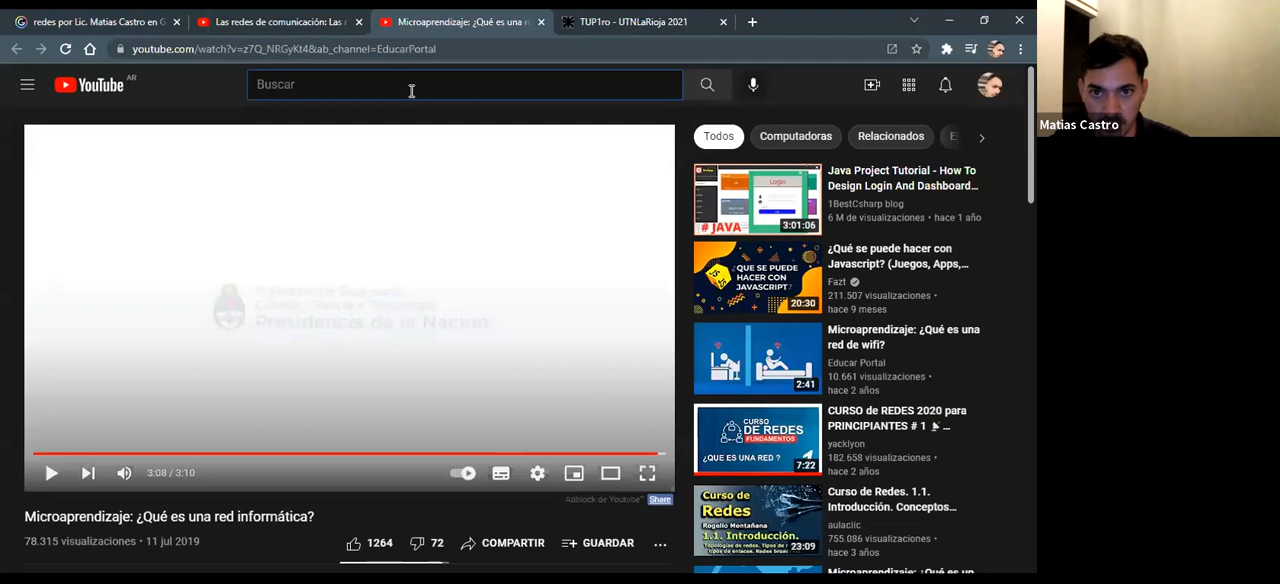 redes por Lic. Matias Castro en G
Las redes de comunicación: Las r
Microaprendizaje: ¿Qué es una r
TUP1ro - UTNLaRioja 2021
youtube.com/watch?v=z7Q_NRGyKt4&ab_channel=EducarPortal
YouTube AR
Buscar
Matias Castro
Presidencia de la Nación
3:08 / 3:10
Adblock de Youtube™ Share
Microaprendizaje: ¿Qué es una red informática?
78.315 visualizaciones • 11 jul 2019
1264
72
COMPARTIR
GUARDAR
Todos
Computadoras
Relacionados
E
Login
# JAVA
3:01:06
Java Project Tutorial - How To
Design Login And Dashboard...
1BestCsharp blog
6 M de visualizaciones • hace 1 año
¿QUE SE PUEDE
HACER CON
JAVASCRIPT?
20:30
¿Qué se puede hacer con
Javascript? (Juegos, Apps,...
Fazt
211.507 visualizaciones •
hace 9 meses
2:41
Microaprendizaje: ¿Qué es una
red de wifi?
Educar Portal
10.661 visualizaciones •
hace 2 años
CURSO
DE REDES
FUNDAMENTOS
¿QUE ES UNA RED ?
1
7:22
CURSO de REDES 2020 para
PRINCIPIANTES # 1
yacklyon
182.658 visualizaciones •
hace 2 años
Curso de
Redes
Rogelio Montañana
1.1. Introducción.
23:09
Curso de Redes. 1.1.
Introducción. Conceptos...
aulaclic
755.086 visualizaciones •
hace 3 años